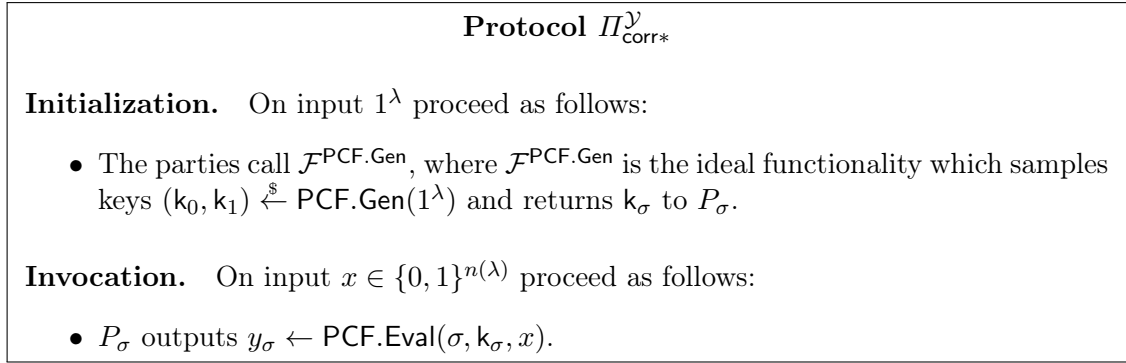 Protocol Π^𝒴_corr*
Initialization. On input 1^λ proceed as follows:
• The parties call ℱ^PCF.Gen, where ℱ^PCF.Gen is the ideal functionality which samples
keys (k_0, k_1) ←^$ PCF.Gen(1^λ) and returns k_σ to P_σ.
Invocation. On input x ∈ {0, 1}^n(λ) proceed as follows:
• P_σ outputs y_σ ← PCF.Eval(σ, k_σ, x).